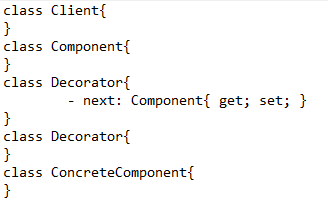 class Client{
}
class Component{
}
class Decorator{
        - next: Component{ get; set; }
}
class Decorator{
}
class ConcreteComponent{
}